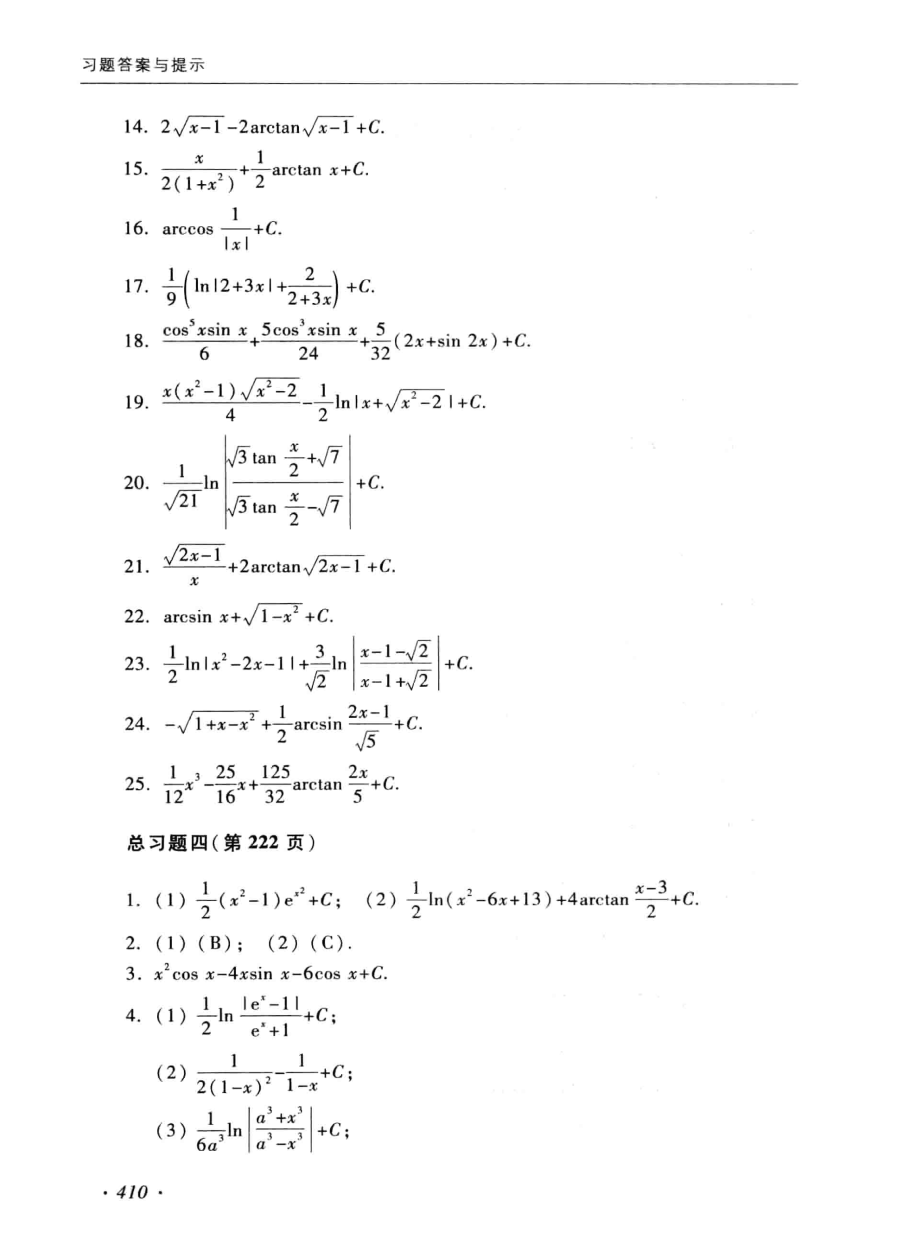 习题答案与提示
14. $2\sqrt{x-1}-2\arctan\sqrt{x-1}+C.$
15. $\frac{x}{2(1+x^2)}+\frac{1}{2}\arctan x+C.$
16. $\arccos\frac{1}{|x|}+C.$
17. $\frac{1}{9}\left(\ln|2+3x|+\frac{2}{2+3x}\right)+C.$
18. $\frac{\cos^5 x\sin x}{6}+\frac{5\cos^3 x\sin x}{24}+\frac{5}{32}(2x+\sin 2x)+C.$
19. $\frac{x(x^2-1)\sqrt{x^2-2}}{4}-\frac{1}{2}\ln|x+\sqrt{x^2-2}|+C.$
20. $\frac{1}{\sqrt{21}}\ln\left|\frac{\sqrt{3}\tan\frac{x}{2}+\sqrt{7}}{\sqrt{3}\tan\frac{x}{2}-\sqrt{7}}\right|+C.$
21. $\frac{\sqrt{2x-1}}{x}+2\arctan\sqrt{2x-1}+C.$
22. $\arcsin x+\sqrt{1-x^2}+C.$
23. $\frac{1}{2}\ln|x^2-2x-1|+\frac{3}{\sqrt{2}}\ln\left|\frac{x-1-\sqrt{2}}{x-1+\sqrt{2}}\right|+C.$
24. $-\sqrt{1+x-x^2}+\frac{1}{2}\arcsin\frac{2x-1}{\sqrt{5}}+C.$
25. $\frac{1}{12}x^3-\frac{25}{16}x+\frac{125}{32}\arctan\frac{2x}{5}+C.$
总习题四(第 222 页)
1. (1) $\frac{1}{2}(x^2-1)e^{x^2}+C;$ (2) $\frac{1}{2}\ln(x^2-6x+13)+4\arctan\frac{x-3}{2}+C.$
2. (1) (B); (2) (C).
3. $x^2\cos x-4x\sin x-6\cos x+C.$
4. (1) $\frac{1}{2}\ln\frac{|e^x-1|}{e^x+1}+C;$
(2) $\frac{1}{2(1-x)^2}-\frac{1}{1-x}+C;$
(3) $\frac{1}{6a^3}\ln\left|\frac{a^3+x^3}{a^3-x^3}\right|+C;$
· 410 ·